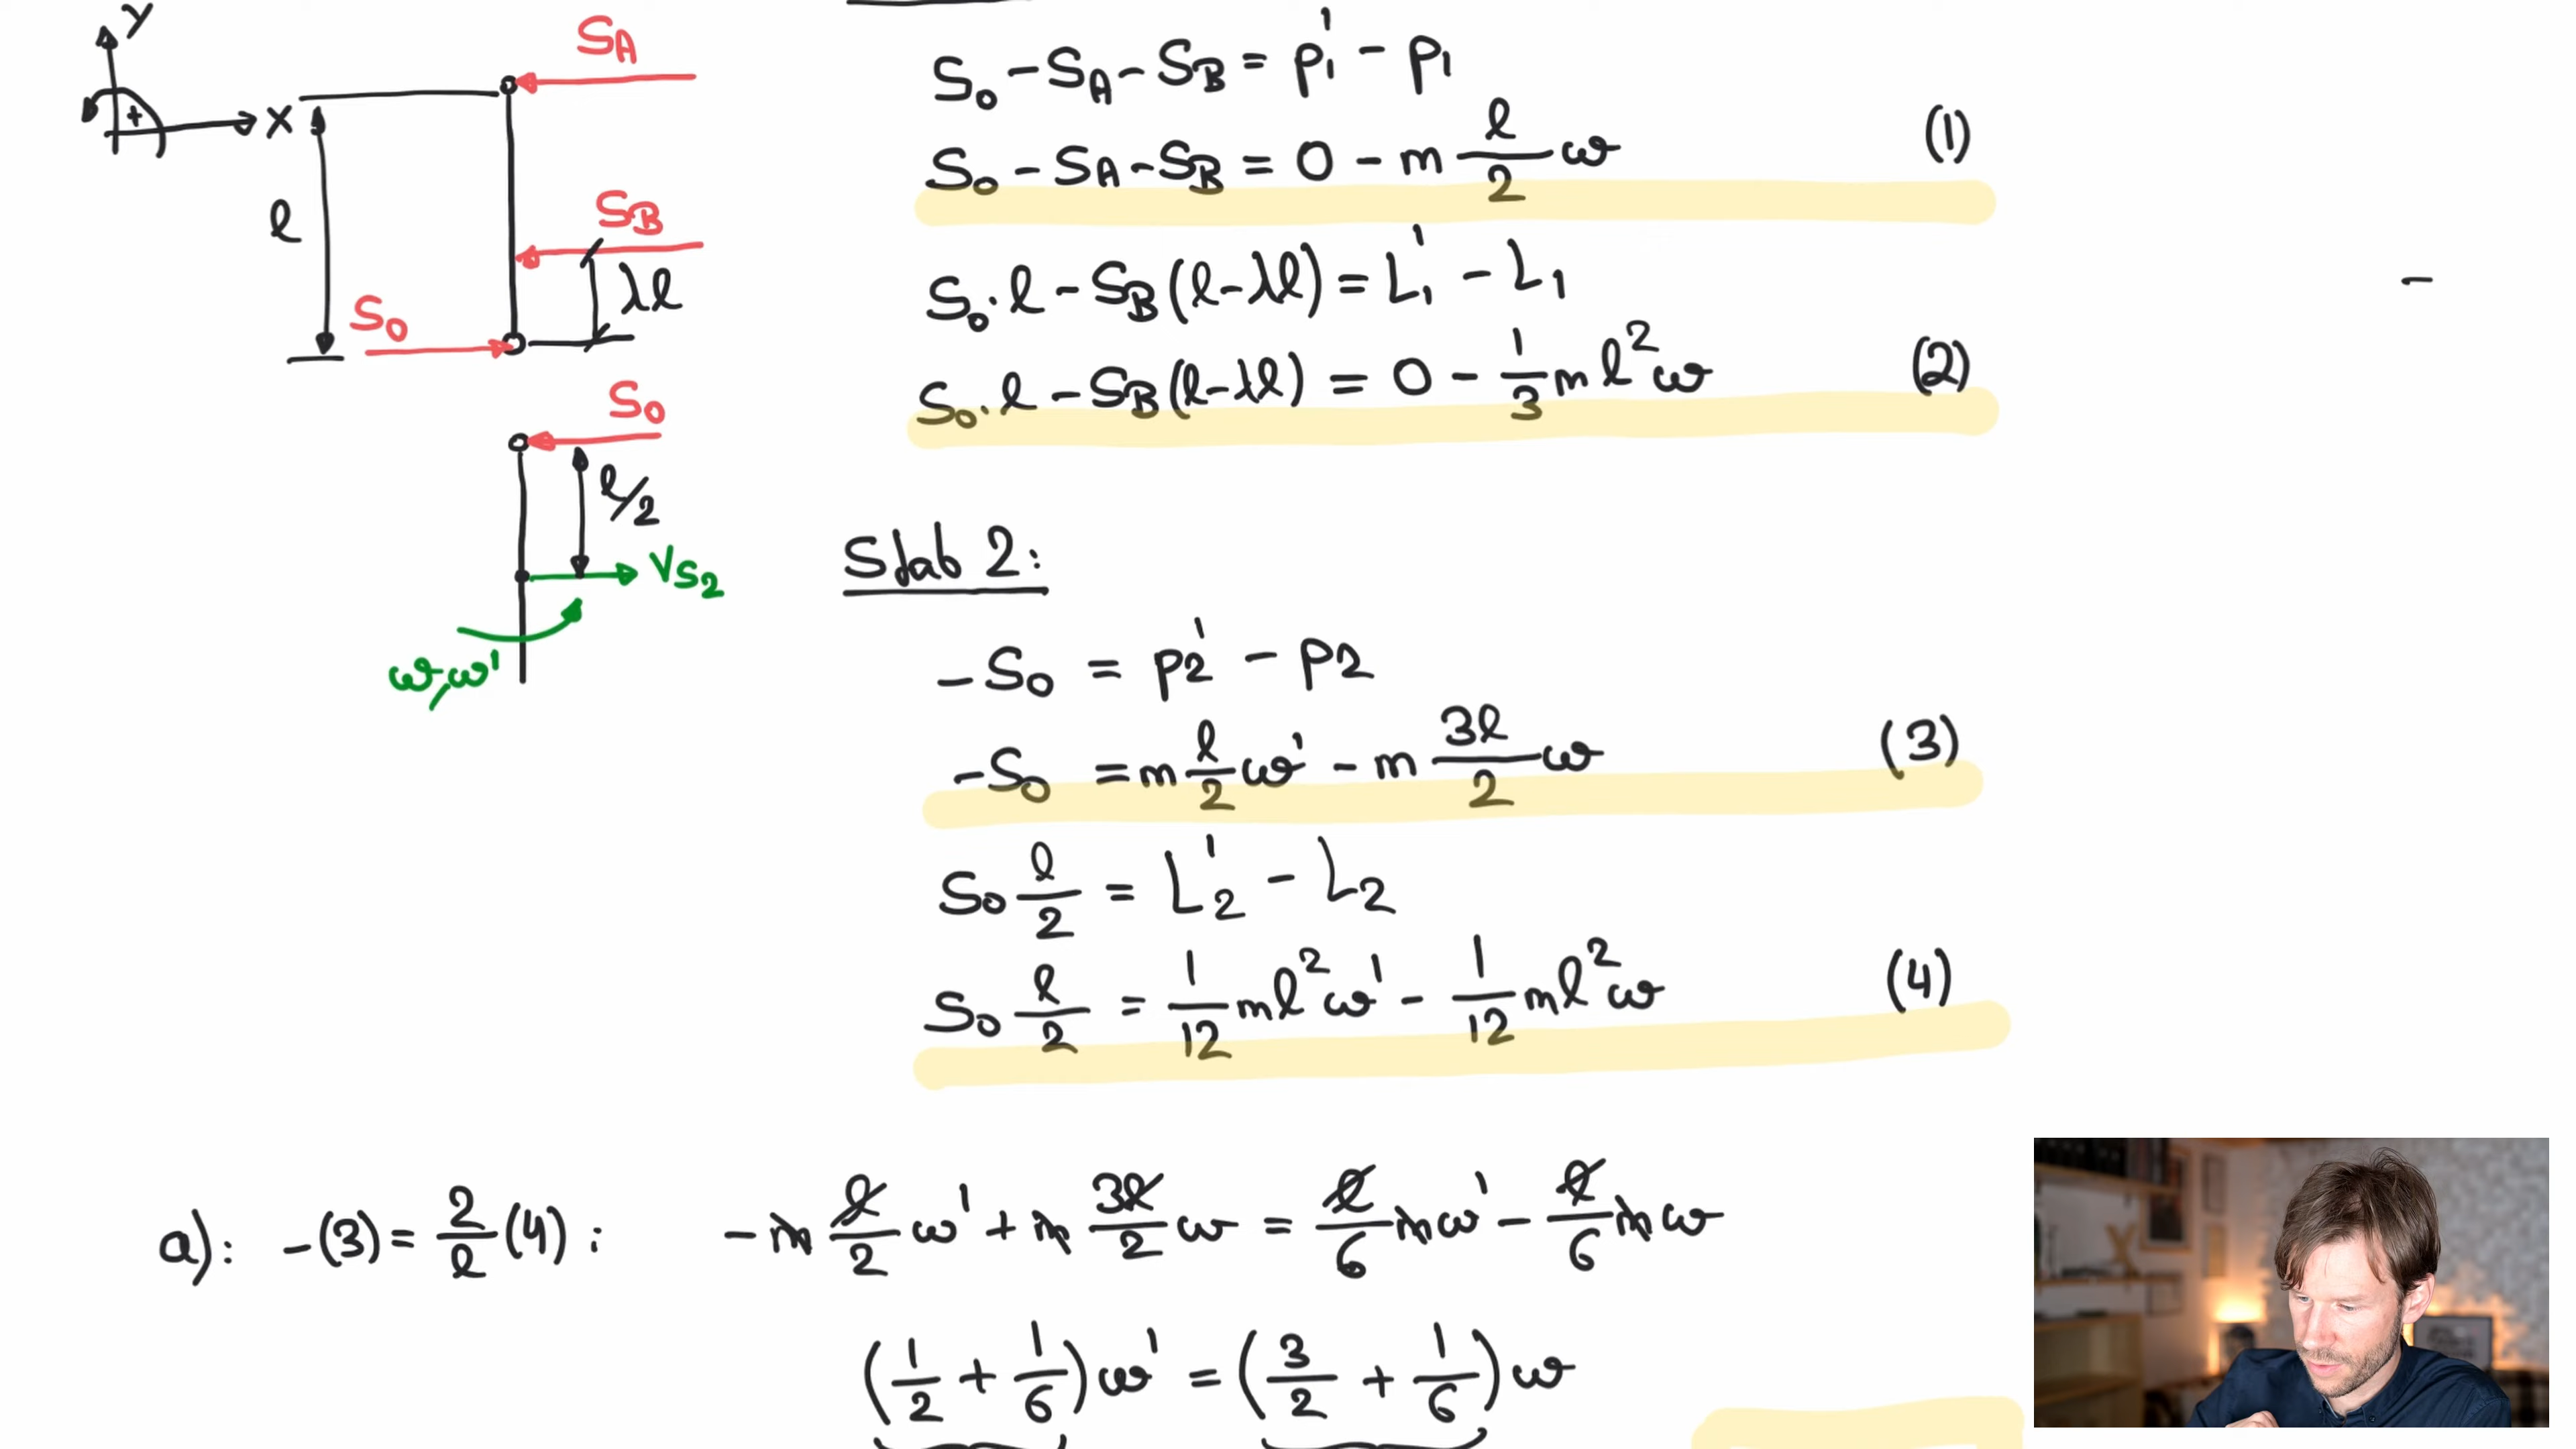 y
x
l
S_A
S_B
λl
S_0
S_0
l/2
v_S2
ω, ω'
S_0 - S_A - S_B = p_1' - p_1
S_0 - S_A - S_B = 0 - m l/2 ω (1)
S_0 · l - S_B (l - λl) = L_1' - L_1
S_0 · l - S_B (l - λl) = 0 - 1/3 m l² ω (2)
-
Stab 2:
-S_0 = p_2' - p_2
-S_0 = m l/2 ω' - m 3l/2 ω (3)
S_0 l/2 = L_2' - L_2
S_0 l/2 = 1/12 m l² ω' - 1/12 m l² ω (4)
a): -(3) = 2/l (4): -m l/2 ω' + m 3l/2 ω = l/6 m ω' - l/6 m ω
(1/2 + 1/6) ω' = (3/2 + 1/6) ω